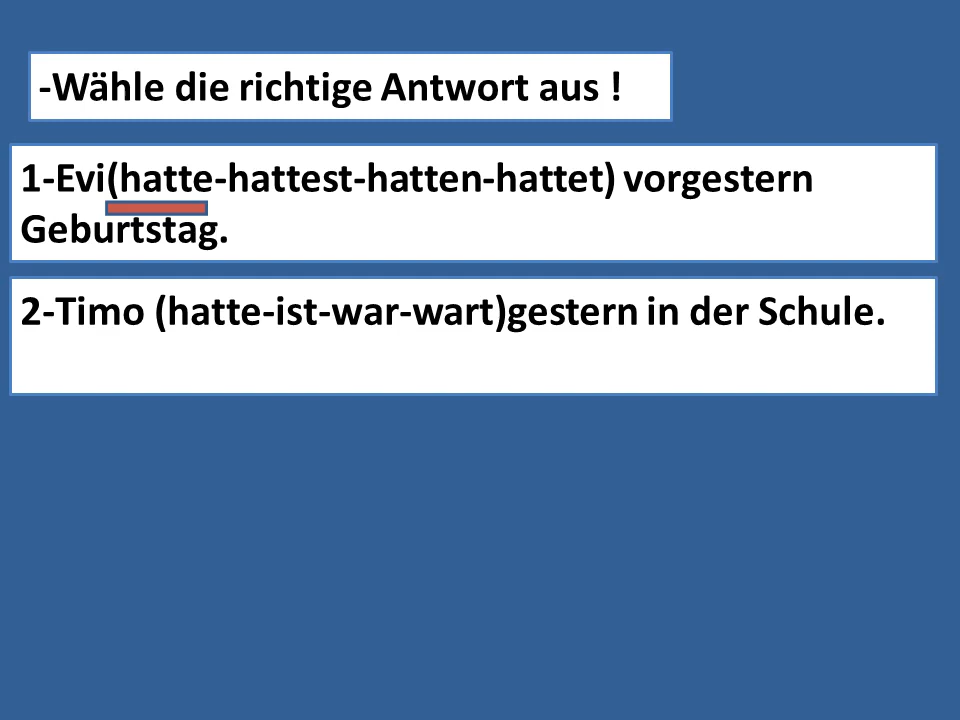 -Wähle die richtige Antwort aus !
1-Evi(hatte-hattest-hatten-hattet) vorgestern
Geburtstag.
2-Timo (hatte-ist-war-wart)gestern in der Schule.